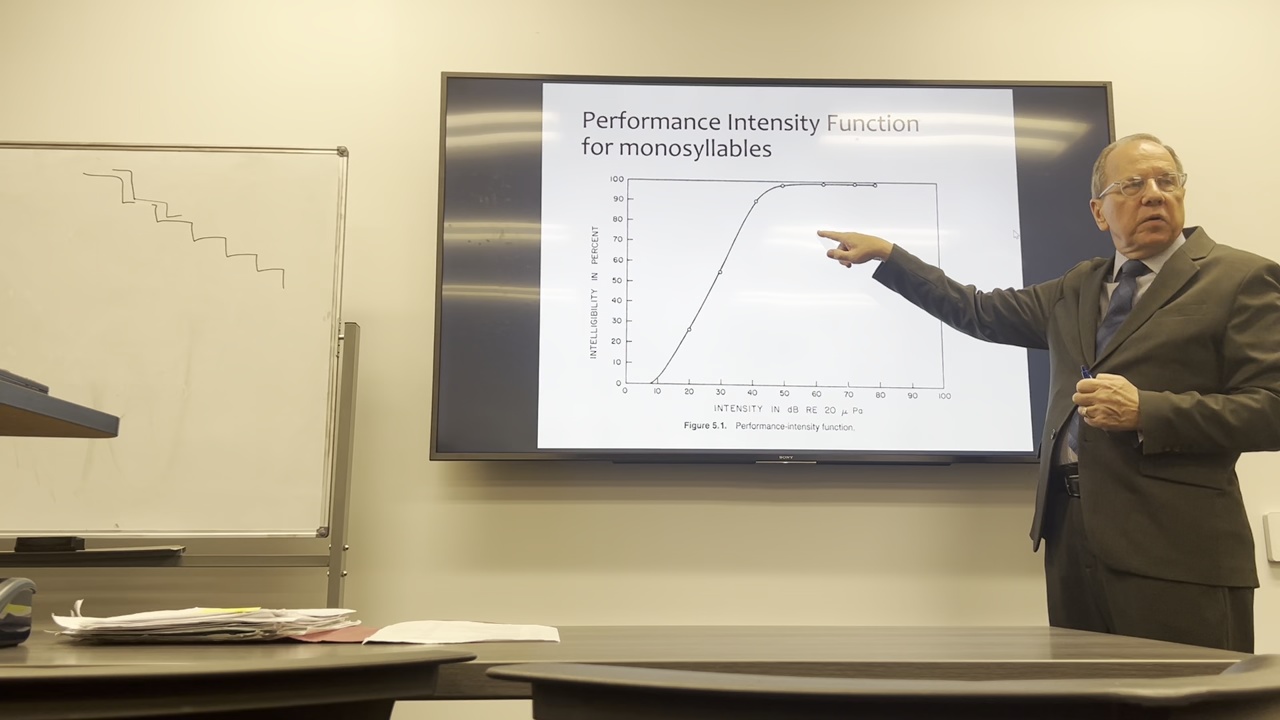 Performance Intensity Function
for monosyllables
100
90
80
70
60
50
40
30
20
10
0
INTELLIGIBILITY IN PERCENT
0 10 20 30 40 50 60 70 80 90 100
INTENSITY IN dB RE 20 μ Pa
Figure 5.1. Performance-intensity function.
SONY